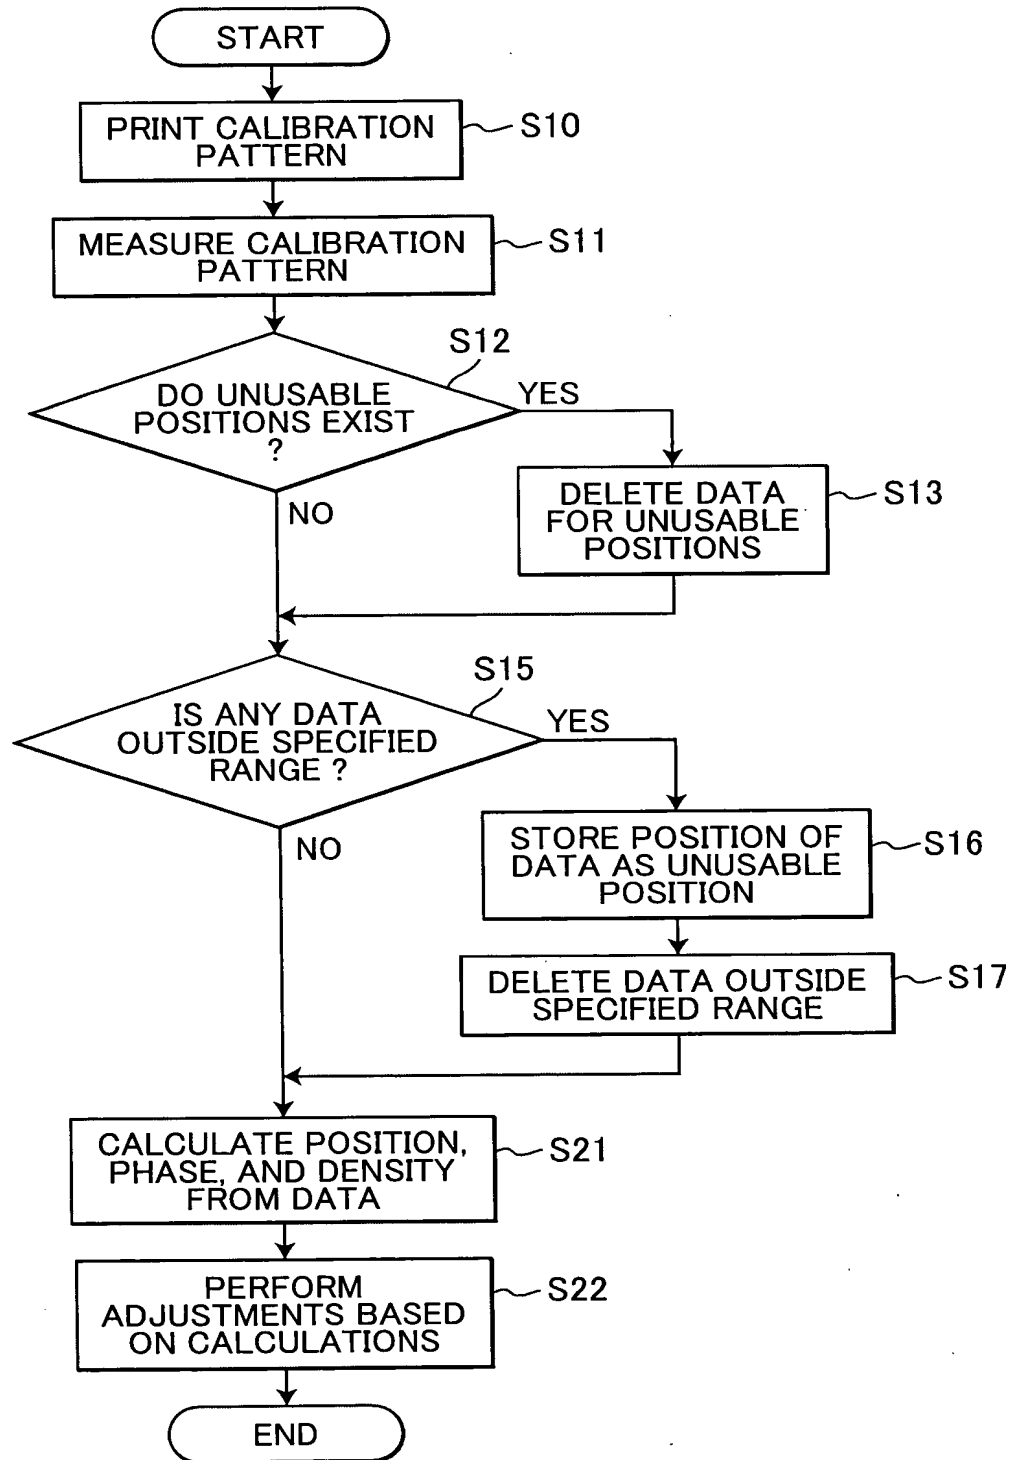 START
PRINT CALIBRATION
PATTERN
S10
MEASURE CALIBRATION
PATTERN
S11
S12
DO UNUSABLE
POSITIONS EXIST
?
YES
NO
DELETE DATA
FOR UNUSABLE
POSITIONS
S13
S15
IS ANY DATA
OUTSIDE SPECIFIED
RANGE ?
YES
NO
STORE POSITION OF
DATA AS UNUSABLE
POSITION
S16
DELETE DATA OUTSIDE
SPECIFIED RANGE
S17
CALCULATE POSITION,
PHASE, AND DENSITY
FROM DATA
S21
PERFORM
ADJUSTMENTS BASED
ON CALCULATIONS
S22
END